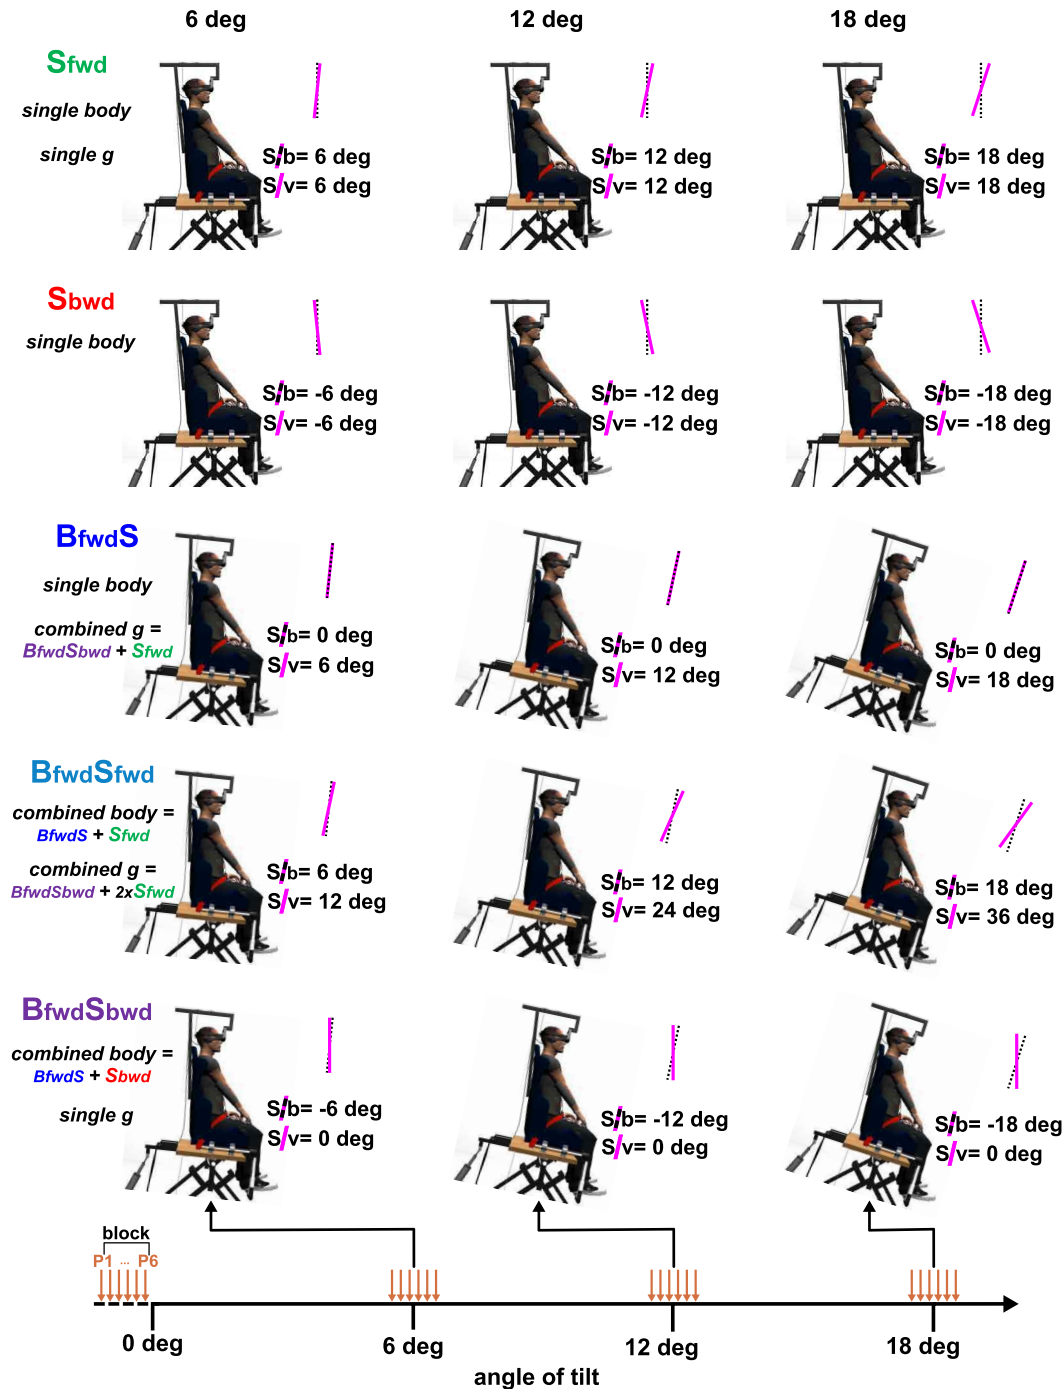 6 deg 12 deg 18 deg
Sfwd
single body
single g
S/b= 6 deg S/b= 12 deg S/b= 18 deg
S/v= 6 deg S/v= 12 deg S/v= 18 deg
Sbwd
single body
S/b= -6 deg S/b= -12 deg S/b= -18 deg
S/v= -6 deg S/v= -12 deg S/v= -18 deg
BfwdS
single body
combined g =
BfwdSbwd + Sfwd
S/b= 0 deg S/b= 0 deg S/b= 0 deg
S/v= 6 deg S/v= 12 deg S/v= 18 deg
BfwdSfwd
combined body =
BfwdS + Sfwd
combined g =
BfwdSbwd + 2xSfwd
S/b= 6 deg S/b= 12 deg S/b= 18 deg
S/v= 12 deg S/v= 24 deg S/v= 36 deg
BfwdSbwd
combined body =
BfwdS + Sbwd
single g
S/b= -6 deg S/b= -12 deg S/b= -18 deg
S/v= 0 deg S/v= 0 deg S/v= 0 deg
block
P1 ... P6
0 deg 6 deg 12 deg 18 deg
angle of tilt